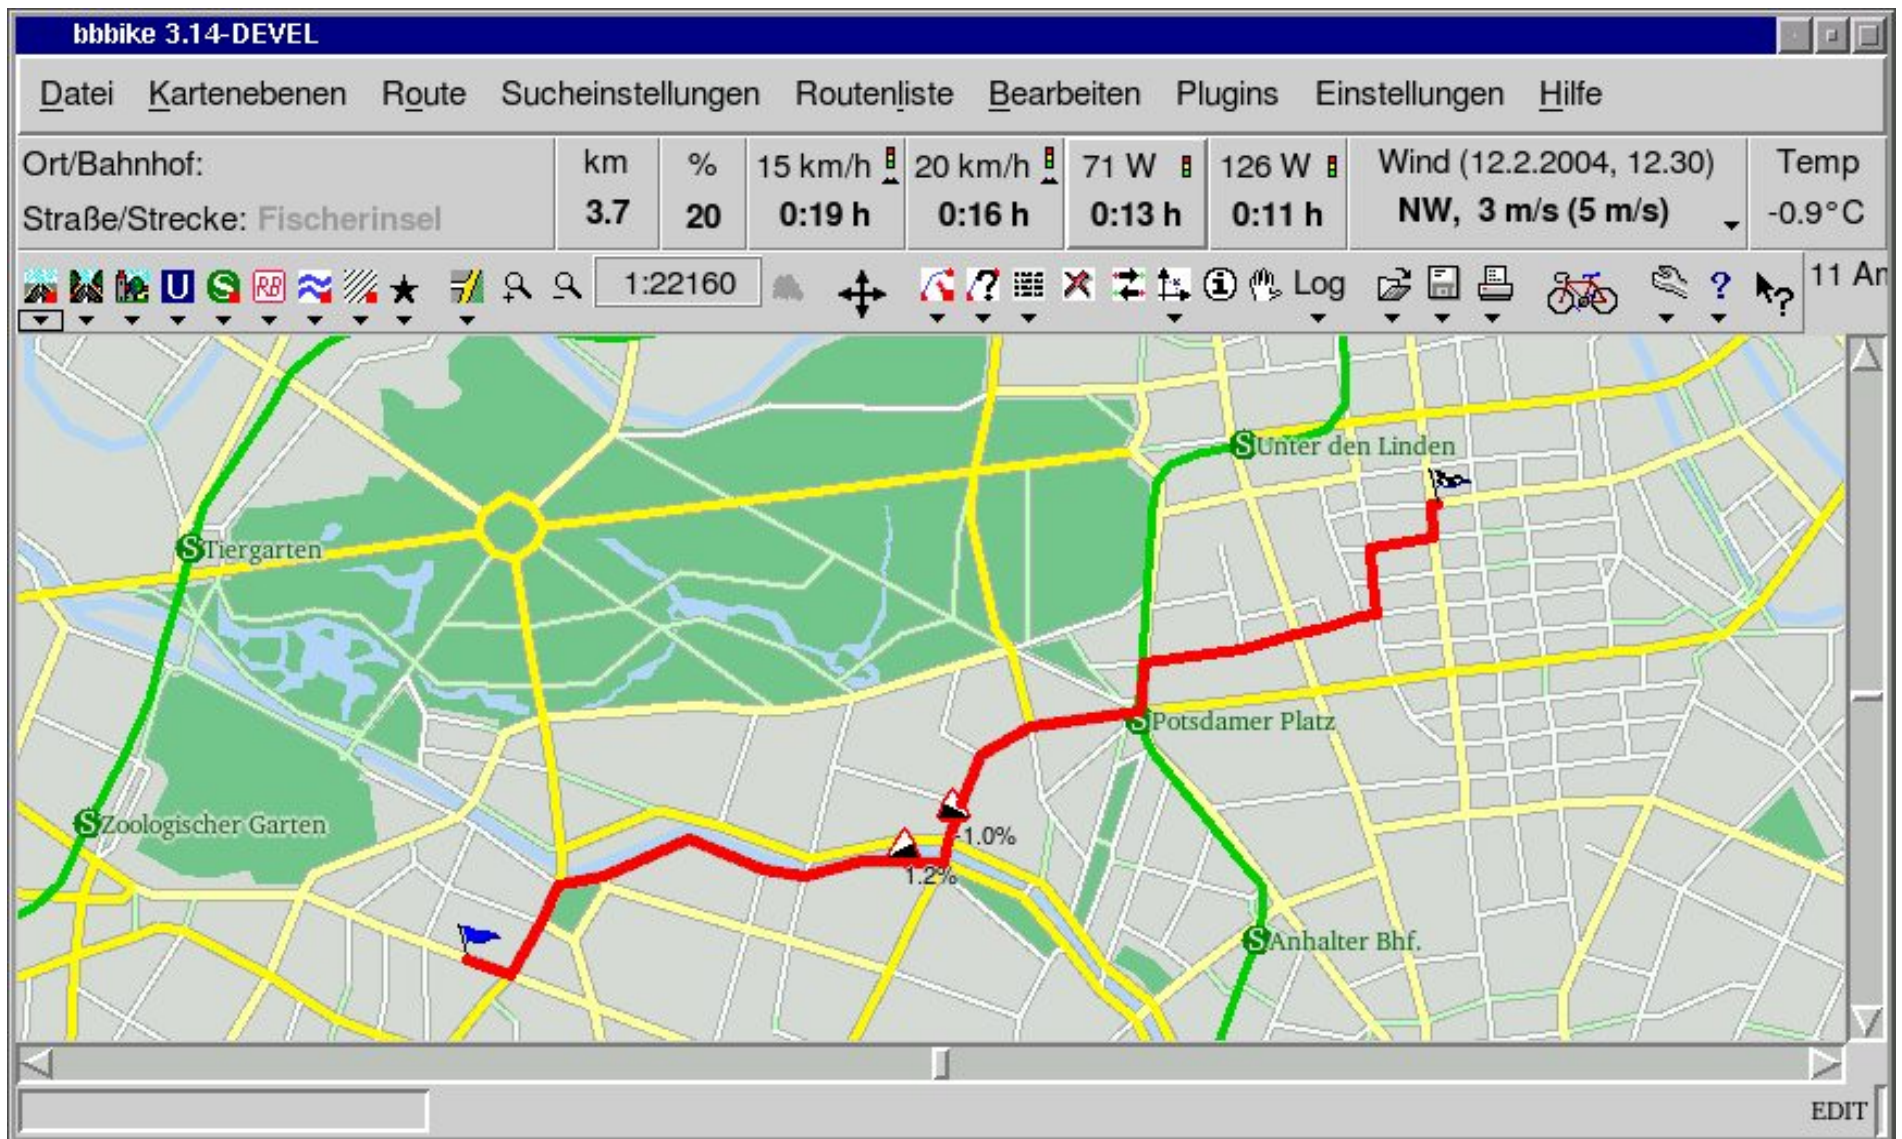 bbbike 3.14-DEVEL
Datei Kartenebenen Route Sucheinstellungen Routenliste Bearbeiten Plugins Einstellungen Hilfe
Ort/Bahnhof:
Straße/Strecke: Fischerinsel
km
3.7
%
20
15 km/h
0:19 h
20 km/h
0:16 h
71 W
0:13 h
126 W
0:11 h
Wind (12.2.2004, 12.30)
NW, 3 m/s (5 m/s)
Temp
-0.9°C
U S RB 1:22160 ? i Log ? ? 11 An
S Unter den Linden
S Tiergarten
S Potsdamer Platz
S Zoologischer Garten
-1.0%
1.2%
S Anhalter Bhf.
EDIT